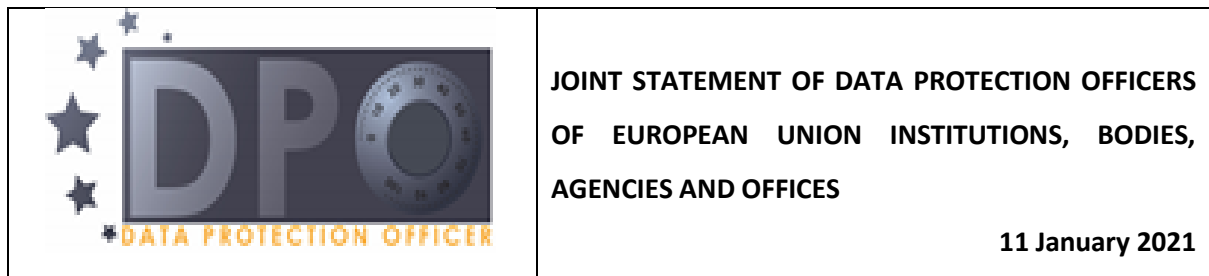 DPO
DATA PROTECTION OFFICER
JOINT STATEMENT OF DATA PROTECTION OFFICERS
OF EUROPEAN UNION INSTITUTIONS, BODIES,
AGENCIES AND OFFICES
11 January 2021